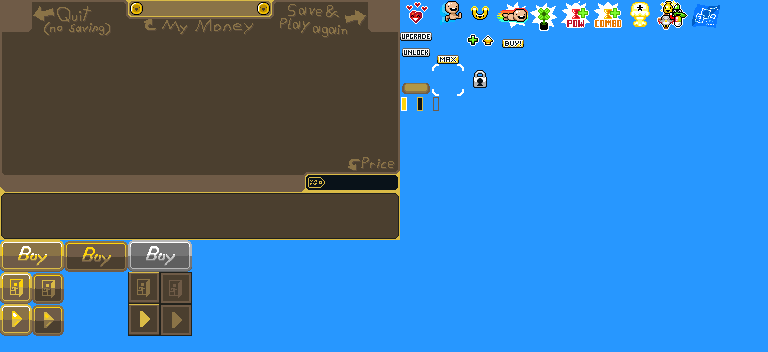 Quit
(no saving)
My Money
Save&
Play again
Price
UPGRADE
UNLOCK
MAX
BUY!
POW
COMBO
Buy
Buy
Buy